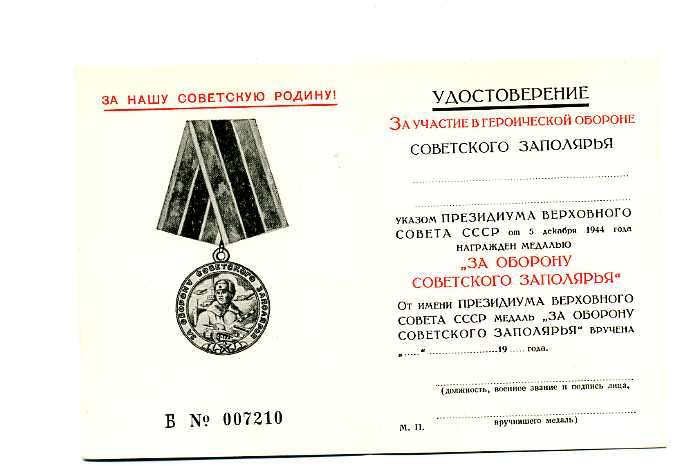 ЗА НАШУ СОВЕТСКУЮ РОДИНУ!
ЗА ОБОРОНУ СОВЕТСКОГО ЗАПОЛЯРЬЯ
Б № 007210
УДОСТОВЕРЕНИЕ
ЗА УЧАСТИЕ В ГЕРОИЧЕСКОЙ ОБОРОНЕ
СОВЕТСКОГО ЗАПОЛЯРЬЯ
УКАЗОМ ПРЕЗИДИУМА ВЕРХОВНОГО
СОВЕТА СССР от 5 декабря 1944 года
НАГРАЖДЕН МЕДАЛЬЮ
„ЗА ОБОРОНУ
СОВЕТСКОГО ЗАПОЛЯРЬЯ“
От имени ПРЕЗИДИУМА ВЕРХОВНОГО
СОВЕТА СССР МЕДАЛЬ „ЗА ОБОРОНУ
СОВЕТСКОГО ЗАПОЛЯРЬЯ“ ВРУЧЕНА
„.....“ ........................19 ..... года.
(должность, военное звание и подпись лица,
М. П.
вручившего медаль)